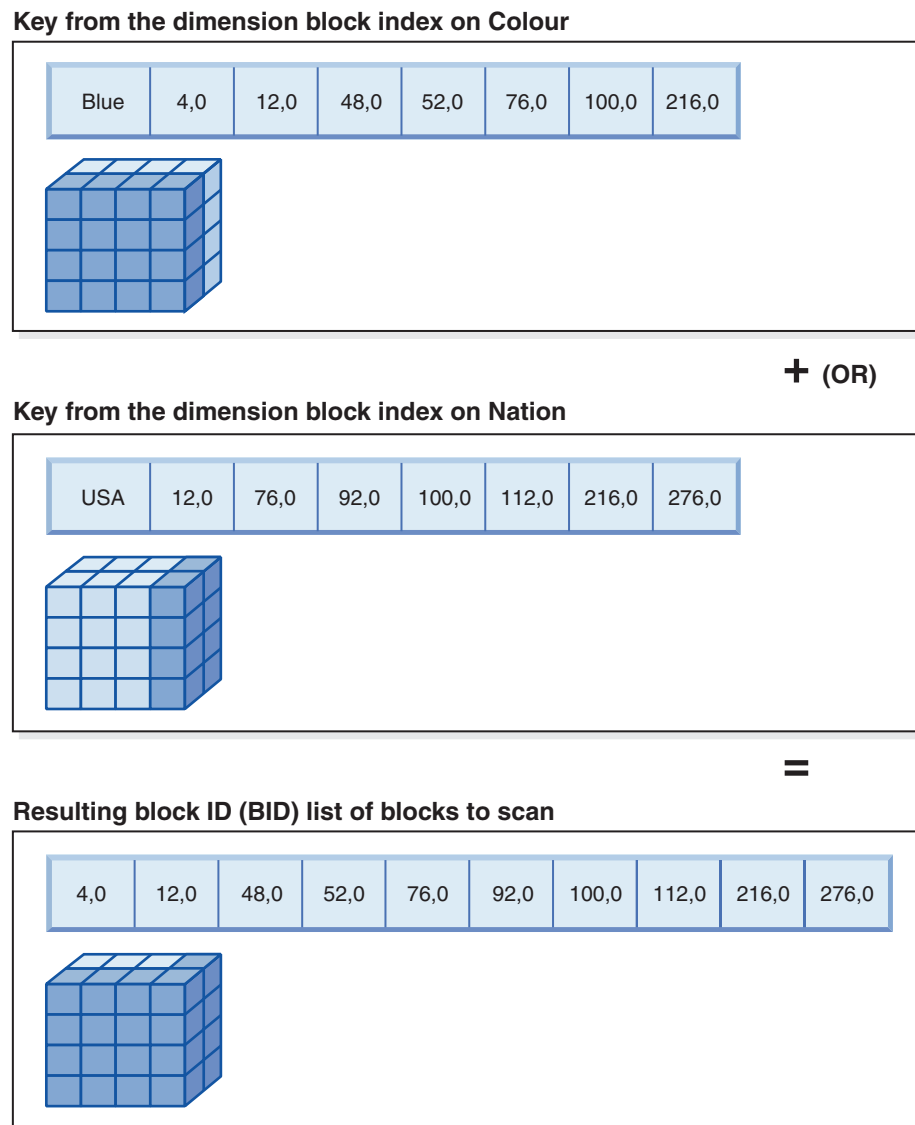 Key from the dimension block index on Colour
Blue 4,0 12,0 48,0 52,0 76,0 100,0 216,0
+ (OR)
Key from the dimension block index on Nation
USA 12,0 76,0 92,0 100,0 112,0 216,0 276,0
=
Resulting block ID (BID) list of blocks to scan
4,0 12,0 48,0 52,0 76,0 92,0 100,0 112,0 216,0 276,0